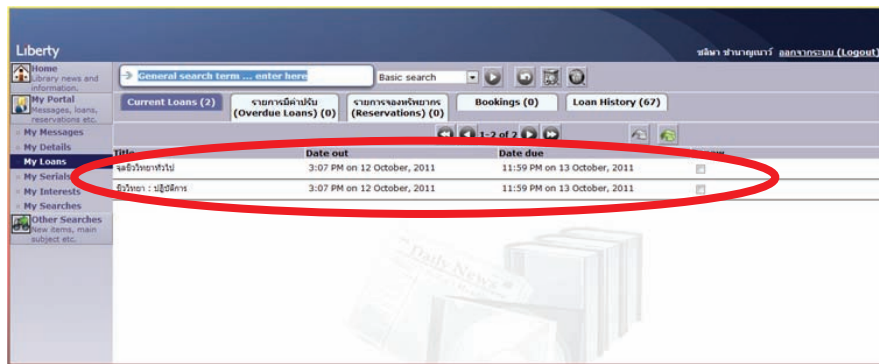 Liberty
ชลิษา ชำนาญเนาว์ ออกจากระบบ (Logout)
Home
Library news and
information.
General search term ... enter here
Basic search
My Portal
Messages, loans,
reservations etc.
Current Loans (2)
รายการมีค่าปรับ
(Overdue Loans) (0)
รายการจองทรัพยากร
(Reservations) (0)
Bookings (0)
Loan History (67)
My Messages
1-2 of 2
My Details
My Loans
Title Date out Date due
จุลชีววิทยาทั่วไป 3:07 PM on 12 October, 2011 11:59 PM on 13 October, 2011
My Serials
My Interests
ชีววิทยา : ปฏิบัติการ 3:07 PM on 12 October, 2011 11:59 PM on 13 October, 2011
My Searches
Other Searches
New items, main
subject etc.
Daily News